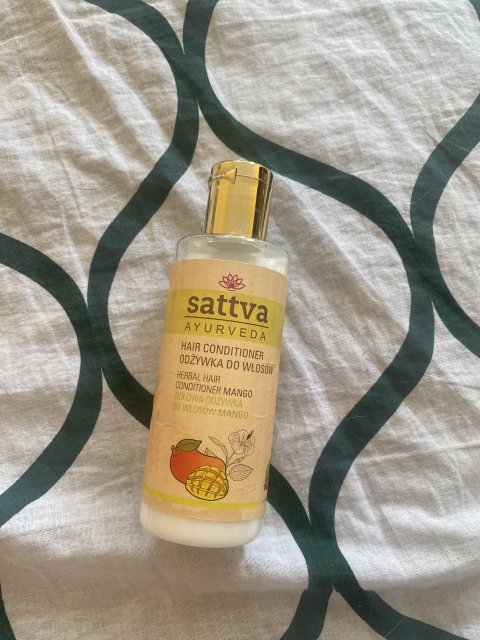 sattva
AYURVEDA
HAIR CONDITIONER
ODŻYWKA DO WŁOSÓW
HERBAL HAIR
CONDITIONER MANGO
ZIOŁOWA ODŻYWKA
DO WŁOSÓW MANGO